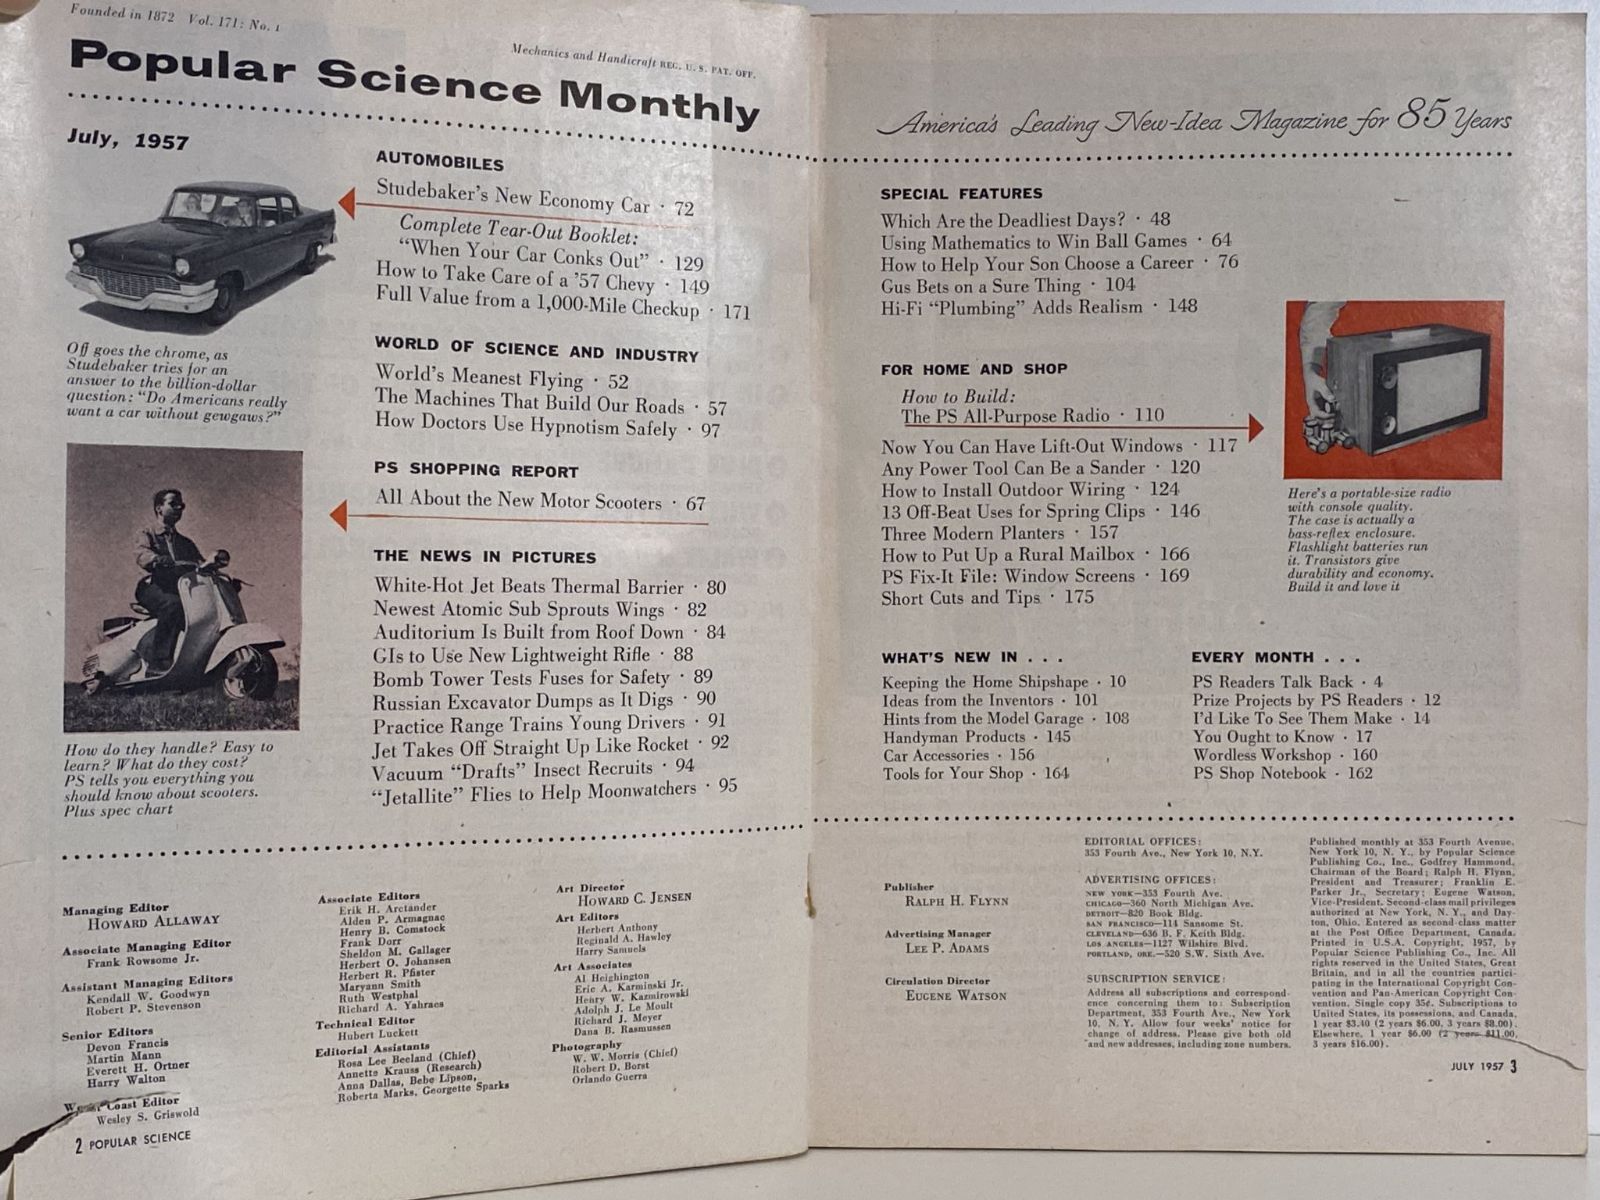 Founded in 1872 Vol. 171: No. 1
Mechanics and Handicraft REG. U. S. PAT. OFF.
Popular Science Monthly
July, 1957
Off goes the chrome, as
Studebaker tries for an
answer to the billion-dollar
question: "Do Americans really
want a car without gewgaws?"
How do they handle? Easy to
learn? What do they cost?
PS tells you everything you
should know about scooters.
Plus spec chart
AUTOMOBILES
Studebaker's New Economy Car · 72
Complete Tear-Out Booklet:
"When Your Car Conks Out" · 129
How to Take Care of a '57 Chevy · 149
Full Value from a 1,000-Mile Checkup · 171
WORLD OF SCIENCE AND INDUSTRY
World's Meanest Flying · 52
The Machines That Build Our Roads · 57
How Doctors Use Hypnotism Safely · 97
PS SHOPPING REPORT
All About the New Motor Scooters · 67
THE NEWS IN PICTURES
White-Hot Jet Beats Thermal Barrier · 80
Newest Atomic Sub Sprouts Wings · 82
Auditorium Is Built from Roof Down · 84
GIs to Use New Lightweight Rifle · 88
Bomb Tower Tests Fuses for Safety · 89
Russian Excavator Dumps as It Digs · 90
Practice Range Trains Young Drivers · 91
Jet Takes Off Straight Up Like Rocket · 92
Vacuum "Drafts" Insect Recruits · 94
"Jetallite" Flies to Help Moonwatchers · 95
Managing Editor
HOWARD ALLAWAY
Associate Managing Editor
Frank Rowsome Jr.
Assistant Managing Editors
Kendall W. Goodwyn
Robert P. Stevenson
Senior Editors
Devon Francis
Martin Mann
Everett H. Ortner
Harry Walton
West Coast Editor
Wesley S. Griswold
Associate Editors
Erik H. Arctander
Alden P. Armagnac
Henry B. Comstock
Frank Dorr
Sheldon M. Gallager
Herbert O. Johansen
Herbert R. Pfister
Maryann Smith
Ruth Westphal
Richard A. Yahraes
Technical Editor
Hubert Luckett
Editorial Assistants
Rosa Lee Beeland (Chief)
Annette Krauss (Research)
Anna Dallas, Bebe Lipson,
Roberta Marks, Georgette Sparks
Art Director
HOWARD C. JENSEN
Art Editors
Herbert Anthony
Reginald A. Hawley
Harry Samuels
Art Associates
Al Heighington
Eric A. Karminski Jr.
Henry W. Kazmirowski
Adolph J. Le Moult
Richard J. Meyer
Dana B. Rasmussen
Photography
W. W. Morris (Chief)
Robert D. Borst
Orlando Guerra
2 POPULAR SCIENCE
America's Leading New-Idea Magazine for 85 Years
SPECIAL FEATURES
Which Are the Deadliest Days? · 48
Using Mathematics to Win Ball Games · 64
How to Help Your Son Choose a Career · 76
Gus Bets on a Sure Thing · 104
Hi-Fi "Plumbing" Adds Realism · 148
FOR HOME AND SHOP
How to Build:
The PS All-Purpose Radio · 110
Now You Can Have Lift-Out Windows · 117
Any Power Tool Can Be a Sander · 120
How to Install Outdoor Wiring · 124
13 Off-Beat Uses for Spring Clips · 146
Three Modern Planters · 157
How to Put Up a Rural Mailbox · 166
PS Fix-It File: Window Screens · 169
Short Cuts and Tips · 175
Here's a portable-size radio
with console quality.
The case is actually a
bass-reflex enclosure.
Flashlight batteries run
it. Transistors give
durability and economy.
Build it and love it
WHAT'S NEW IN . . .
Keeping the Home Shipshape · 10
Ideas from the Inventors · 101
Hints from the Model Garage · 108
Handyman Products · 145
Car Accessories · 156
Tools for Your Shop · 164
EVERY MONTH . . .
PS Readers Talk Back · 4
Prize Projects by PS Readers · 12
I'd Like To See Them Make · 14
You Ought to Know · 17
Wordless Workshop · 160
PS Shop Notebook · 162
Publisher
RALPH H. FLYNN
Advertising Manager
LEE P. ADAMS
Circulation Director
EUGENE WATSON
EDITORIAL OFFICES:
353 Fourth Ave., New York 10, N.Y.
ADVERTISING OFFICES:
NEW YORK—353 Fourth Ave.
CHICAGO—360 North Michigan Ave.
DETROIT—820 Book Bldg.
SAN FRANCISCO—114 Sansome St.
CLEVELAND—636 B. F. Keith Bldg.
LOS ANGELES—1127 Wilshire Blvd.
PORTLAND, ORE.—520 S.W. Sixth Ave.
SUBSCRIPTION SERVICE:
Address all subscriptions and correspond-
ence concerning them to: Subscription
Department, 353 Fourth Ave., New York
10, N. Y. Allow four weeks' notice for
change of address. Please give both old
and new addresses, including zone numbers.
Published monthly at 353 Fourth Avenue,
New York 10, N. Y., by Popular Science
Publishing Co., Inc., Godfrey Hammond,
Chairman of the Board; Ralph H. Flynn,
President and Treasurer; Franklin E.
Parker Jr., Secretary; Eugene Watson,
Vice-President. Second-class mail privileges
authorized at New York, N. Y., and Day-
ton, Ohio. Entered as second-class matter
at the Post Office Department, Canada.
Printed in U.S.A. Copyright, 1957, by
Popular Science Publishing Co., Inc. All
rights reserved in the United States, Great
Britain, and in all the countries partici-
pating in the International Copyright Con-
vention and Pan-American Copyright Con-
vention. Single copy 35¢. Subscriptions to
United States, its possessions, and Canada,
1 year $3.40 (2 years $6.00, 3 years $8.00).
Elsewhere, 1 year $6.00 (2 years $11.00,
3 years $16.00).
JULY 1957 3